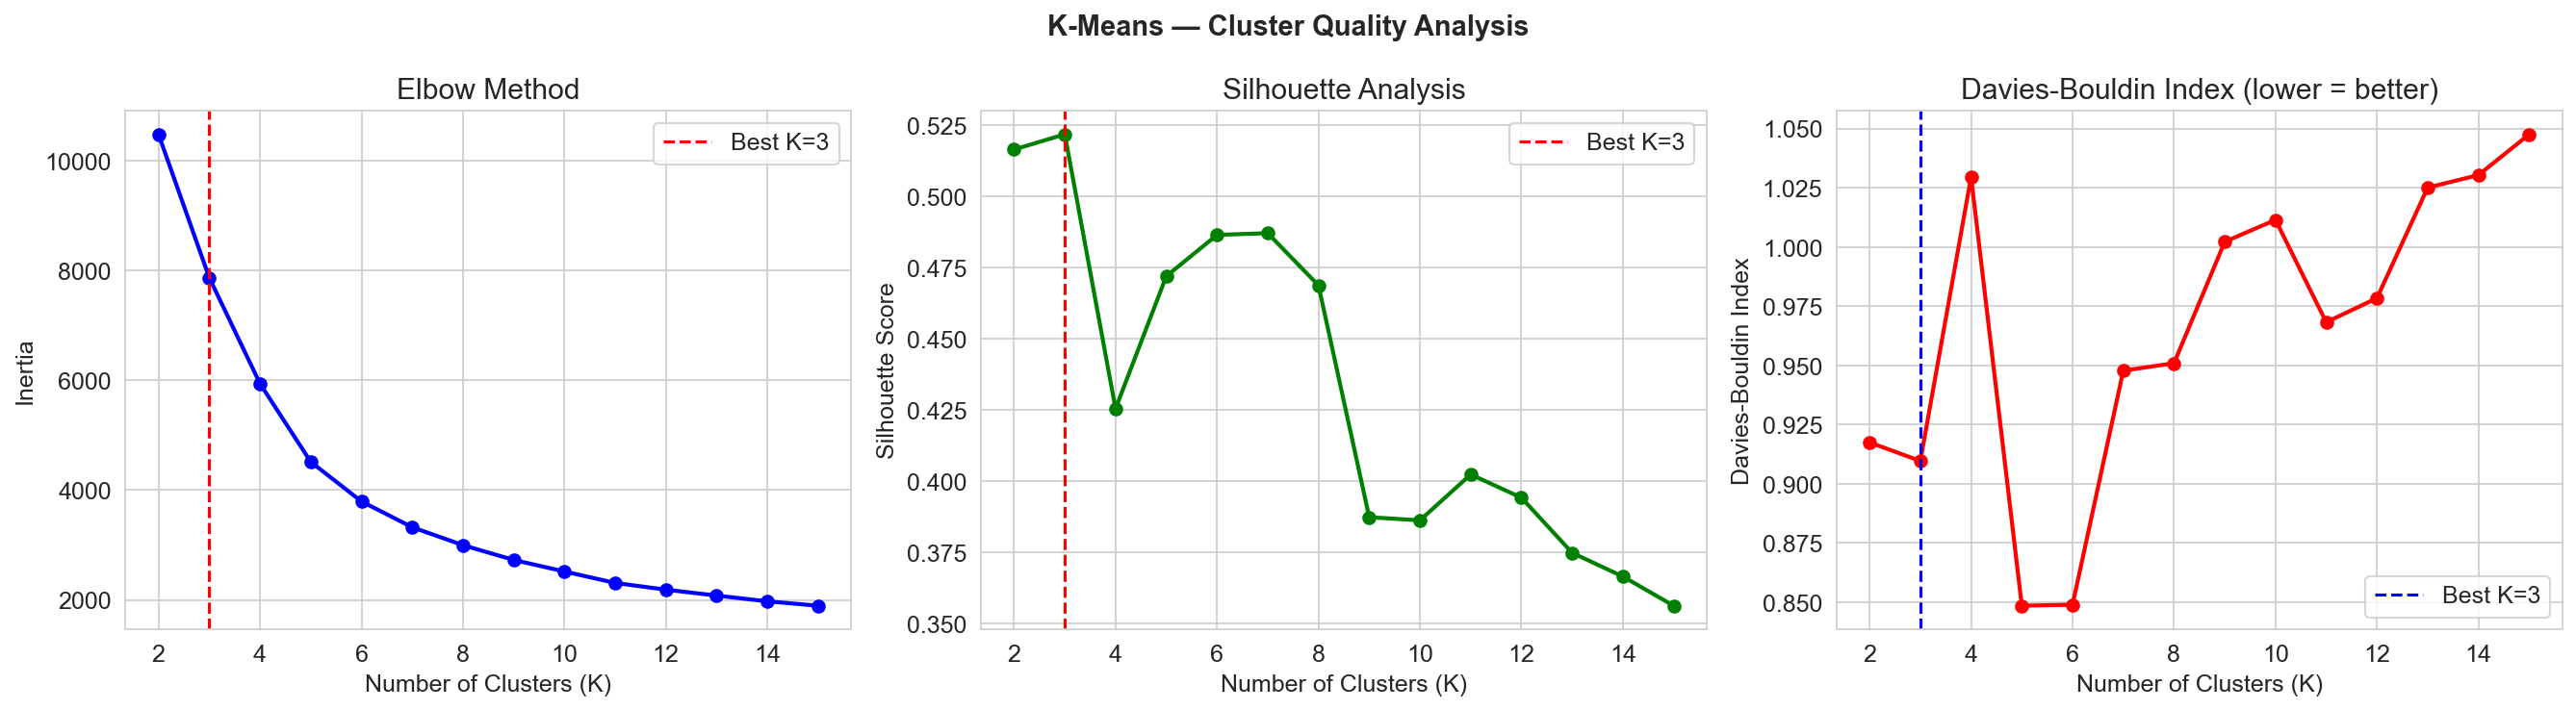 K-Means — Cluster Quality Analysis
Elbow Method
Best K=3
10000
8000
6000
4000
2000
Inertia
2 4 6 8 10 12 14
Number of Clusters (K)
Silhouette Analysis
Best K=3
0.525
0.500
0.475
0.450
0.425
0.400
0.375
0.350
Silhouette Score
2 4 6 8 10 12 14
Number of Clusters (K)
Davies-Bouldin Index (lower = better)
1.050
1.025
1.000
0.975
0.950
0.925
0.900
0.875
0.850
Davies-Bouldin Index
Best K=3
2 4 6 8 10 12 14
Number of Clusters (K)